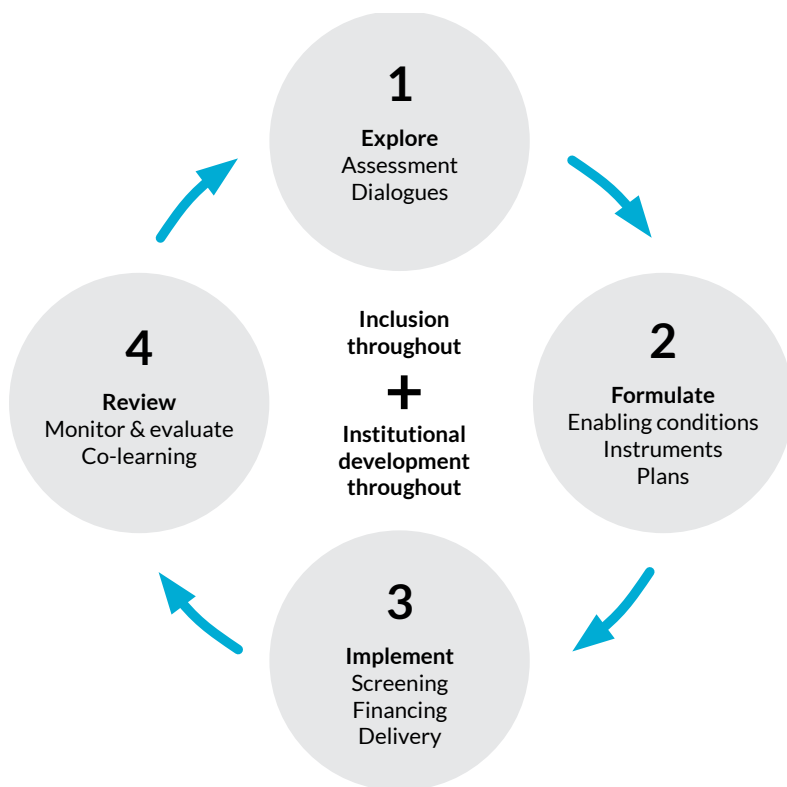 1
Explore
Assessment
Dialogues
2
Formulate
Enabling conditions
Instruments
Plans
3
Implement
Screening
Financing
Delivery
4
Review
Monitor & evaluate
Co-learning
Inclusion
throughout
+
Institutional
development
throughout